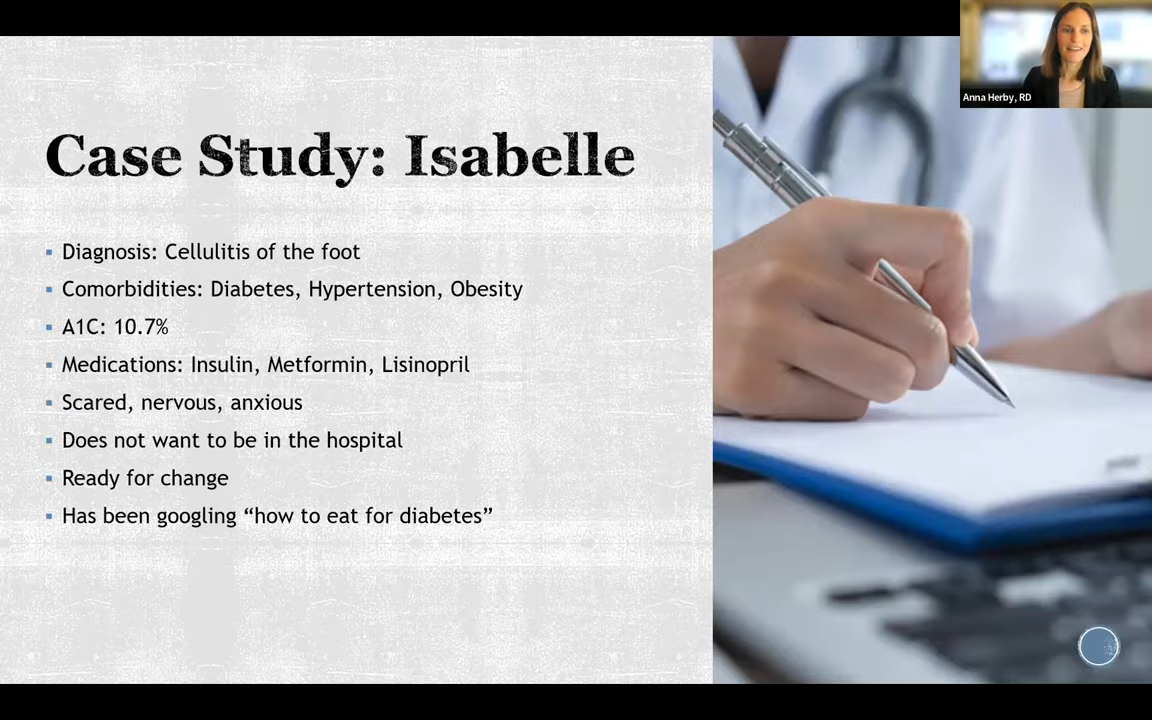 Anna Herby, RD
Case Study: Isabelle
Diagnosis: Cellulitis of the foot
Comorbidities: Diabetes, Hypertension, Obesity
A1C: 10.7%
Medications: Insulin, Metformin, Lisinopril
Scared, nervous, anxious
Does not want to be in the hospital
Ready for change
Has been googling “how to eat for diabetes”